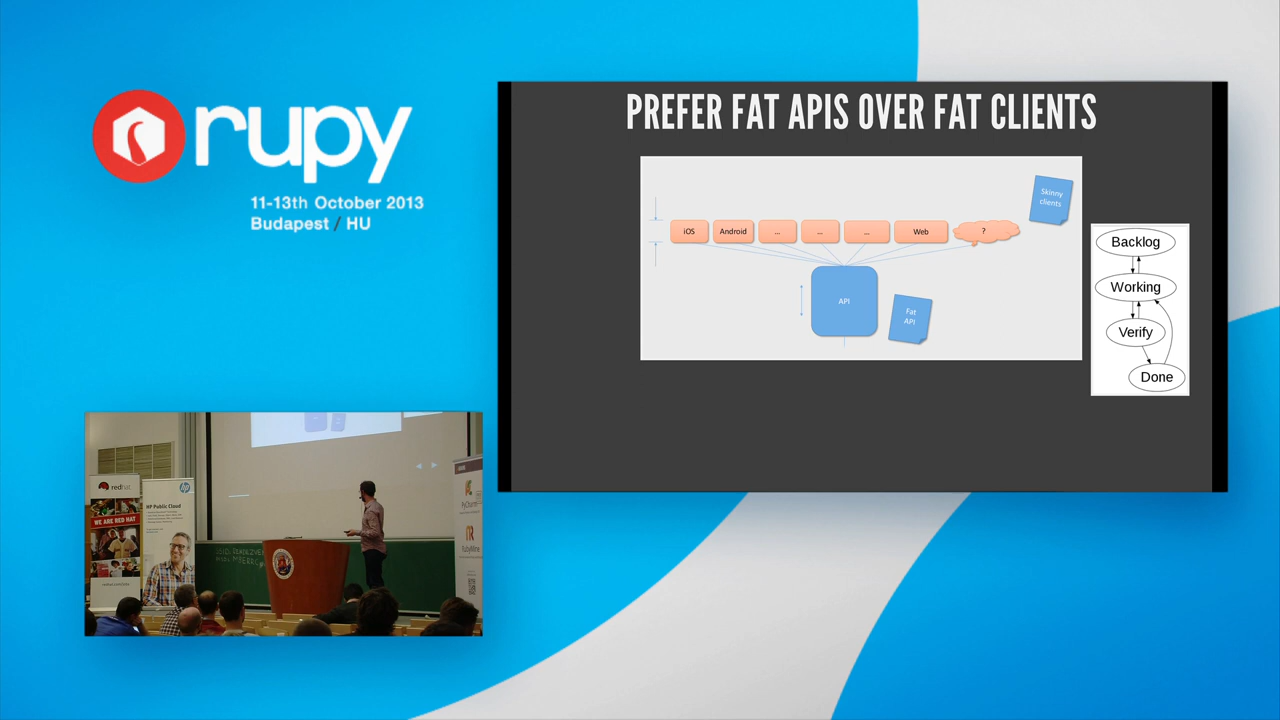 rupy
11-13th October 2013
Budapest / HU
PREFER FAT APIS OVER FAT CLIENTS
Skinny
clients
iOS
Android
...
...
...
Web
?
API
Fat
API
Backlog
Working
Verify
Done
redhat
WE ARE RED HAT
HP Public Cloud
PyCharm
RubyMine